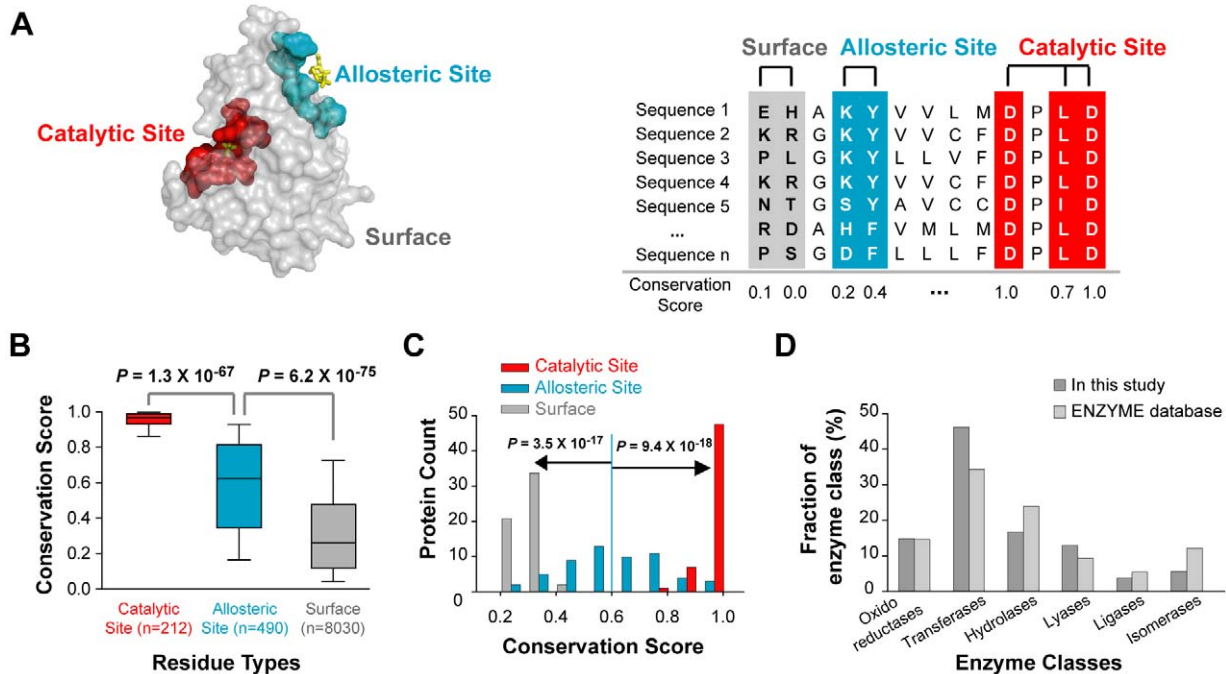 A
Allosteric Site
Catalytic Site
Surface
Surface Allosteric Site Catalytic Site
Sequence 1 E H A K Y V V L M D P L D
Sequence 2 K R G K Y V V C F D P L D
Sequence 3 P L G K Y L L V F D P L D
Sequence 4 K R G K Y V V C F D P L D
Sequence 5 N T G S Y A V C C D P I D
... R D A H F V M L M D P L D
Sequence n P S G D F L L L F D P L D
Conservation Score 0.1 0.0 0.2 0.4 ... 1.0 0.7 1.0
B
P = 1.3 X 10-67 P = 6.2 X 10-75
Conservation Score
1.0
0.8
0.6
0.4
0.2
0.0
Catalytic Site (n=212)
Allosteric Site (n=490)
Surface (n=8030)
Residue Types
C
Catalytic Site
Allosteric Site
Surface
P = 3.5 X 10-17 P = 9.4 X 10-18
Protein Count
50
40
30
20
10
0
0.2 0.4 0.6 0.8 1.0
Conservation Score
D
In this study
ENZYME database
Fraction of
enzyme class (%)
50
40
30
20
10
0
Oxido
reductases
Transferases
Hydrolases
Lyases
Ligases
Isomerases
Enzyme Classes